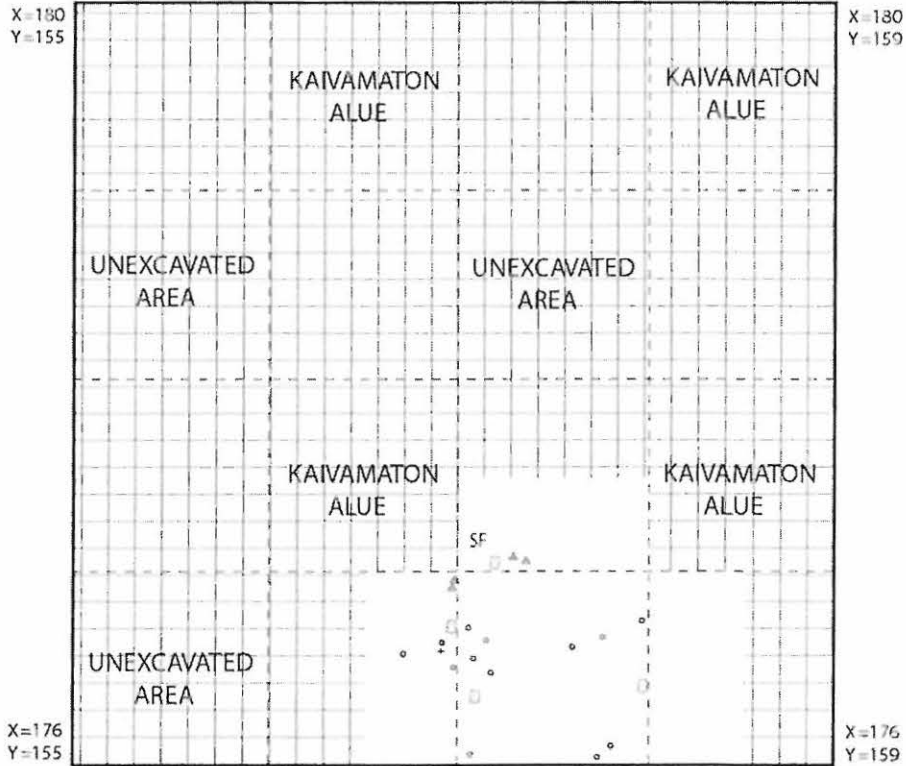 X=180
Y=155
X=180
Y=159
KAIVAMATON
ALUE
KAIVAMATON
ALUE
UNEXCAVATED
AREA
UNEXCAVATED
AREA
KAIVAMATON
ALUE
KAIVAMATON
ALUE
SF
UNEXCAVATED
AREA
X=176
Y=155
X=176
Y=159